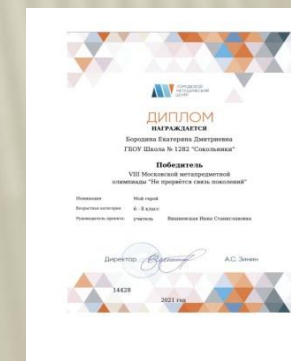 ГОРОДСКОЙ
МЕТОДИЧЕСКИЙ
ЦЕНТР
ДИПЛОМ
НАГРАЖДАЕТСЯ
Бородина Екатерина Дмитриевна
ГБОУ Школа № 1282 "Сокольники"
Победитель
VIII Московской метапредметной
олимпиады "Не прервётся связь поколений"
Номинация Мой герой
Возрастная категория 6 - 8 класс
Руководитель проекта: учитель Вишневская Инна Станиславовна
Директор А.С. Зинин
14428
2021 год